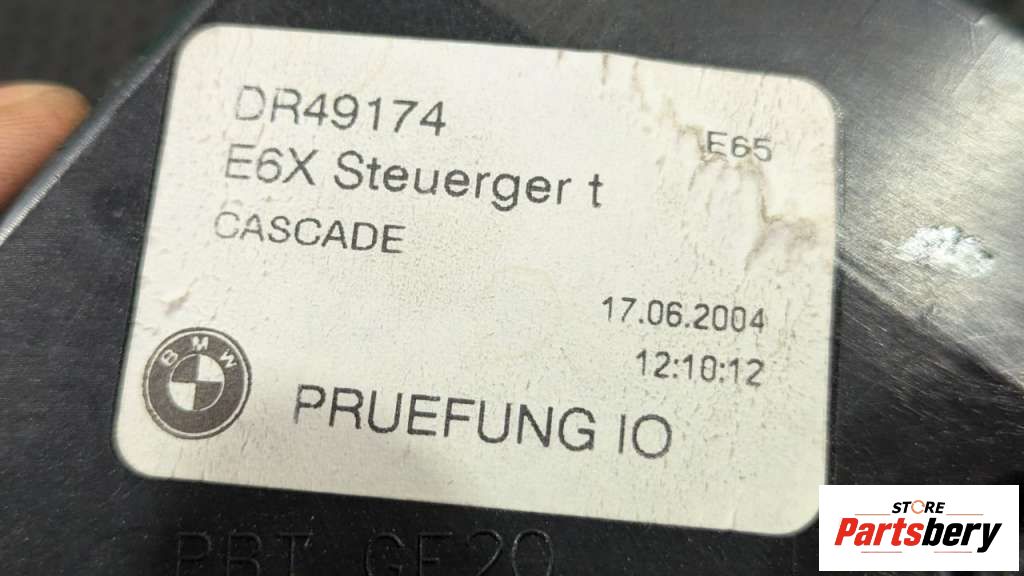 DR49174
E65
E6X Steuerger t
CASCADE
17.06.2004
12:10:12
BMW
PRUEFUNG IO
PBT GF20
STORE
Partsbery